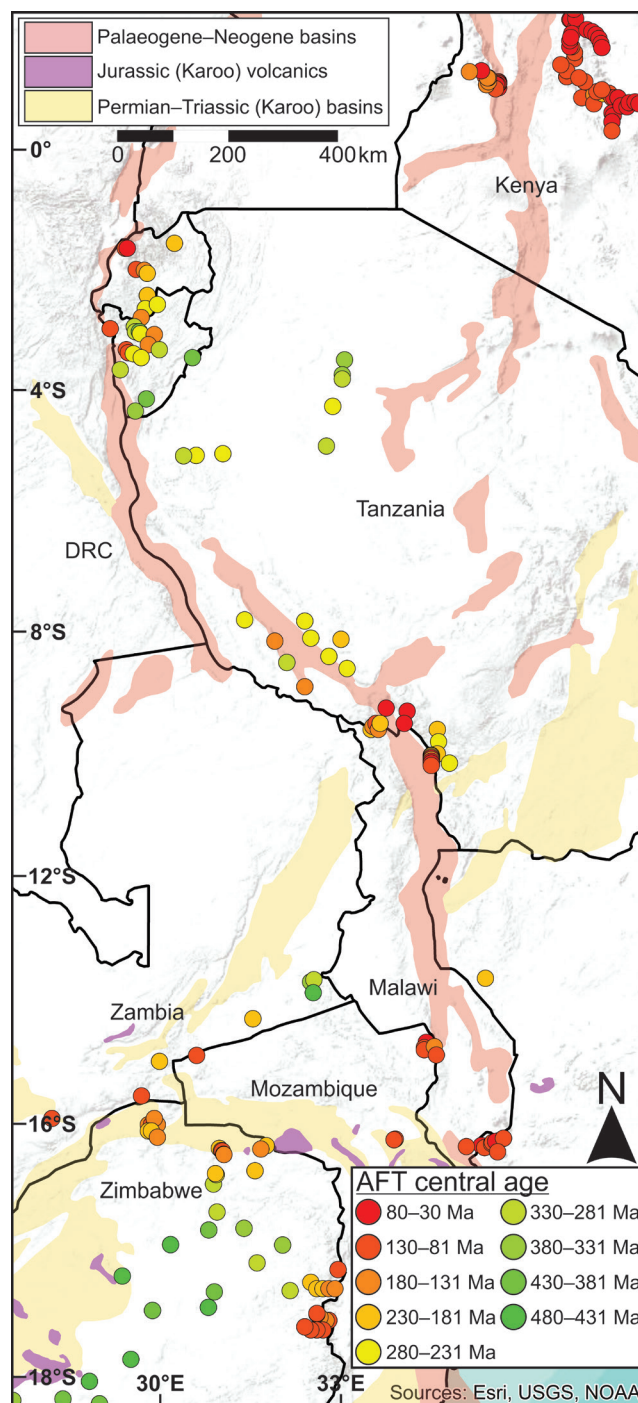 Palaeogene–Neogene basins
Jurassic (Karoo) volcanics
Permian–Triassic (Karoo) basins
0 200 400 km
0°
Kenya
4°S
Tanzania
DRC
8°S
12°S
Malawi
Zambia
Mozambique
N
16°S
Zimbabwe
AFT central age
80–30 Ma 330–281 Ma
130–81 Ma 380–331 Ma
180–131 Ma 430–381 Ma
230–181 Ma 480–431 Ma
280–231 Ma
18°S 30°E 33°E
Sources: Esri, USGS, NOAA